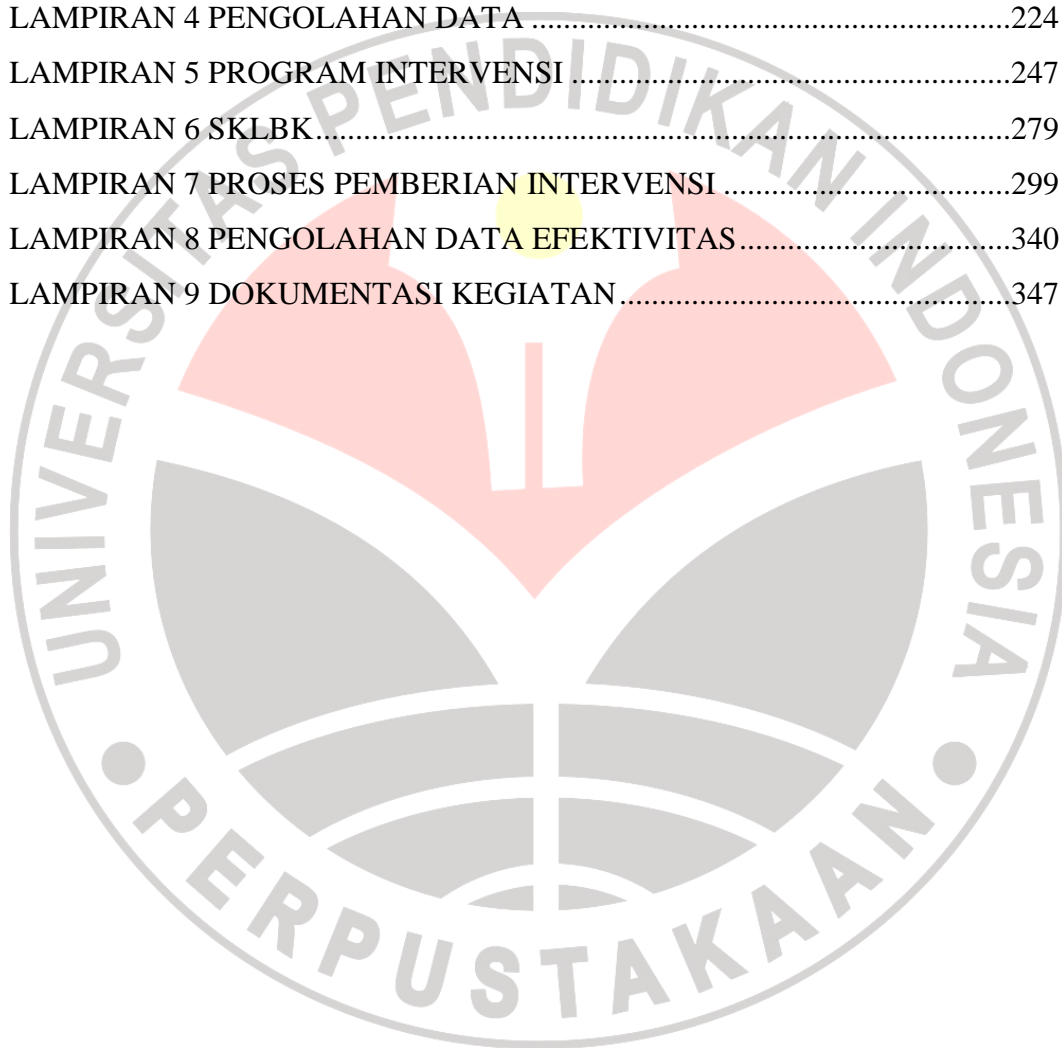 LAMPIRAN 4 PENGOLAHAN DATA ............................................................224
LAMPIRAN 5 PROGRAM INTERVENSI .......................................................247
LAMPIRAN 6 SKLBK.....................................................................................279
LAMPIRAN 7 PROSES PEMBERIAN INTERVENSI ....................................299
LAMPIRAN 8 PENGOLAHAN DATA EFEKTIVITAS..................................340
LAMPIRAN 9 DOKUMENTASI KEGIATAN.................................................347
UNIVERSITAS PENDIDIKAN INDONESIA
PERPUSTAKAAN